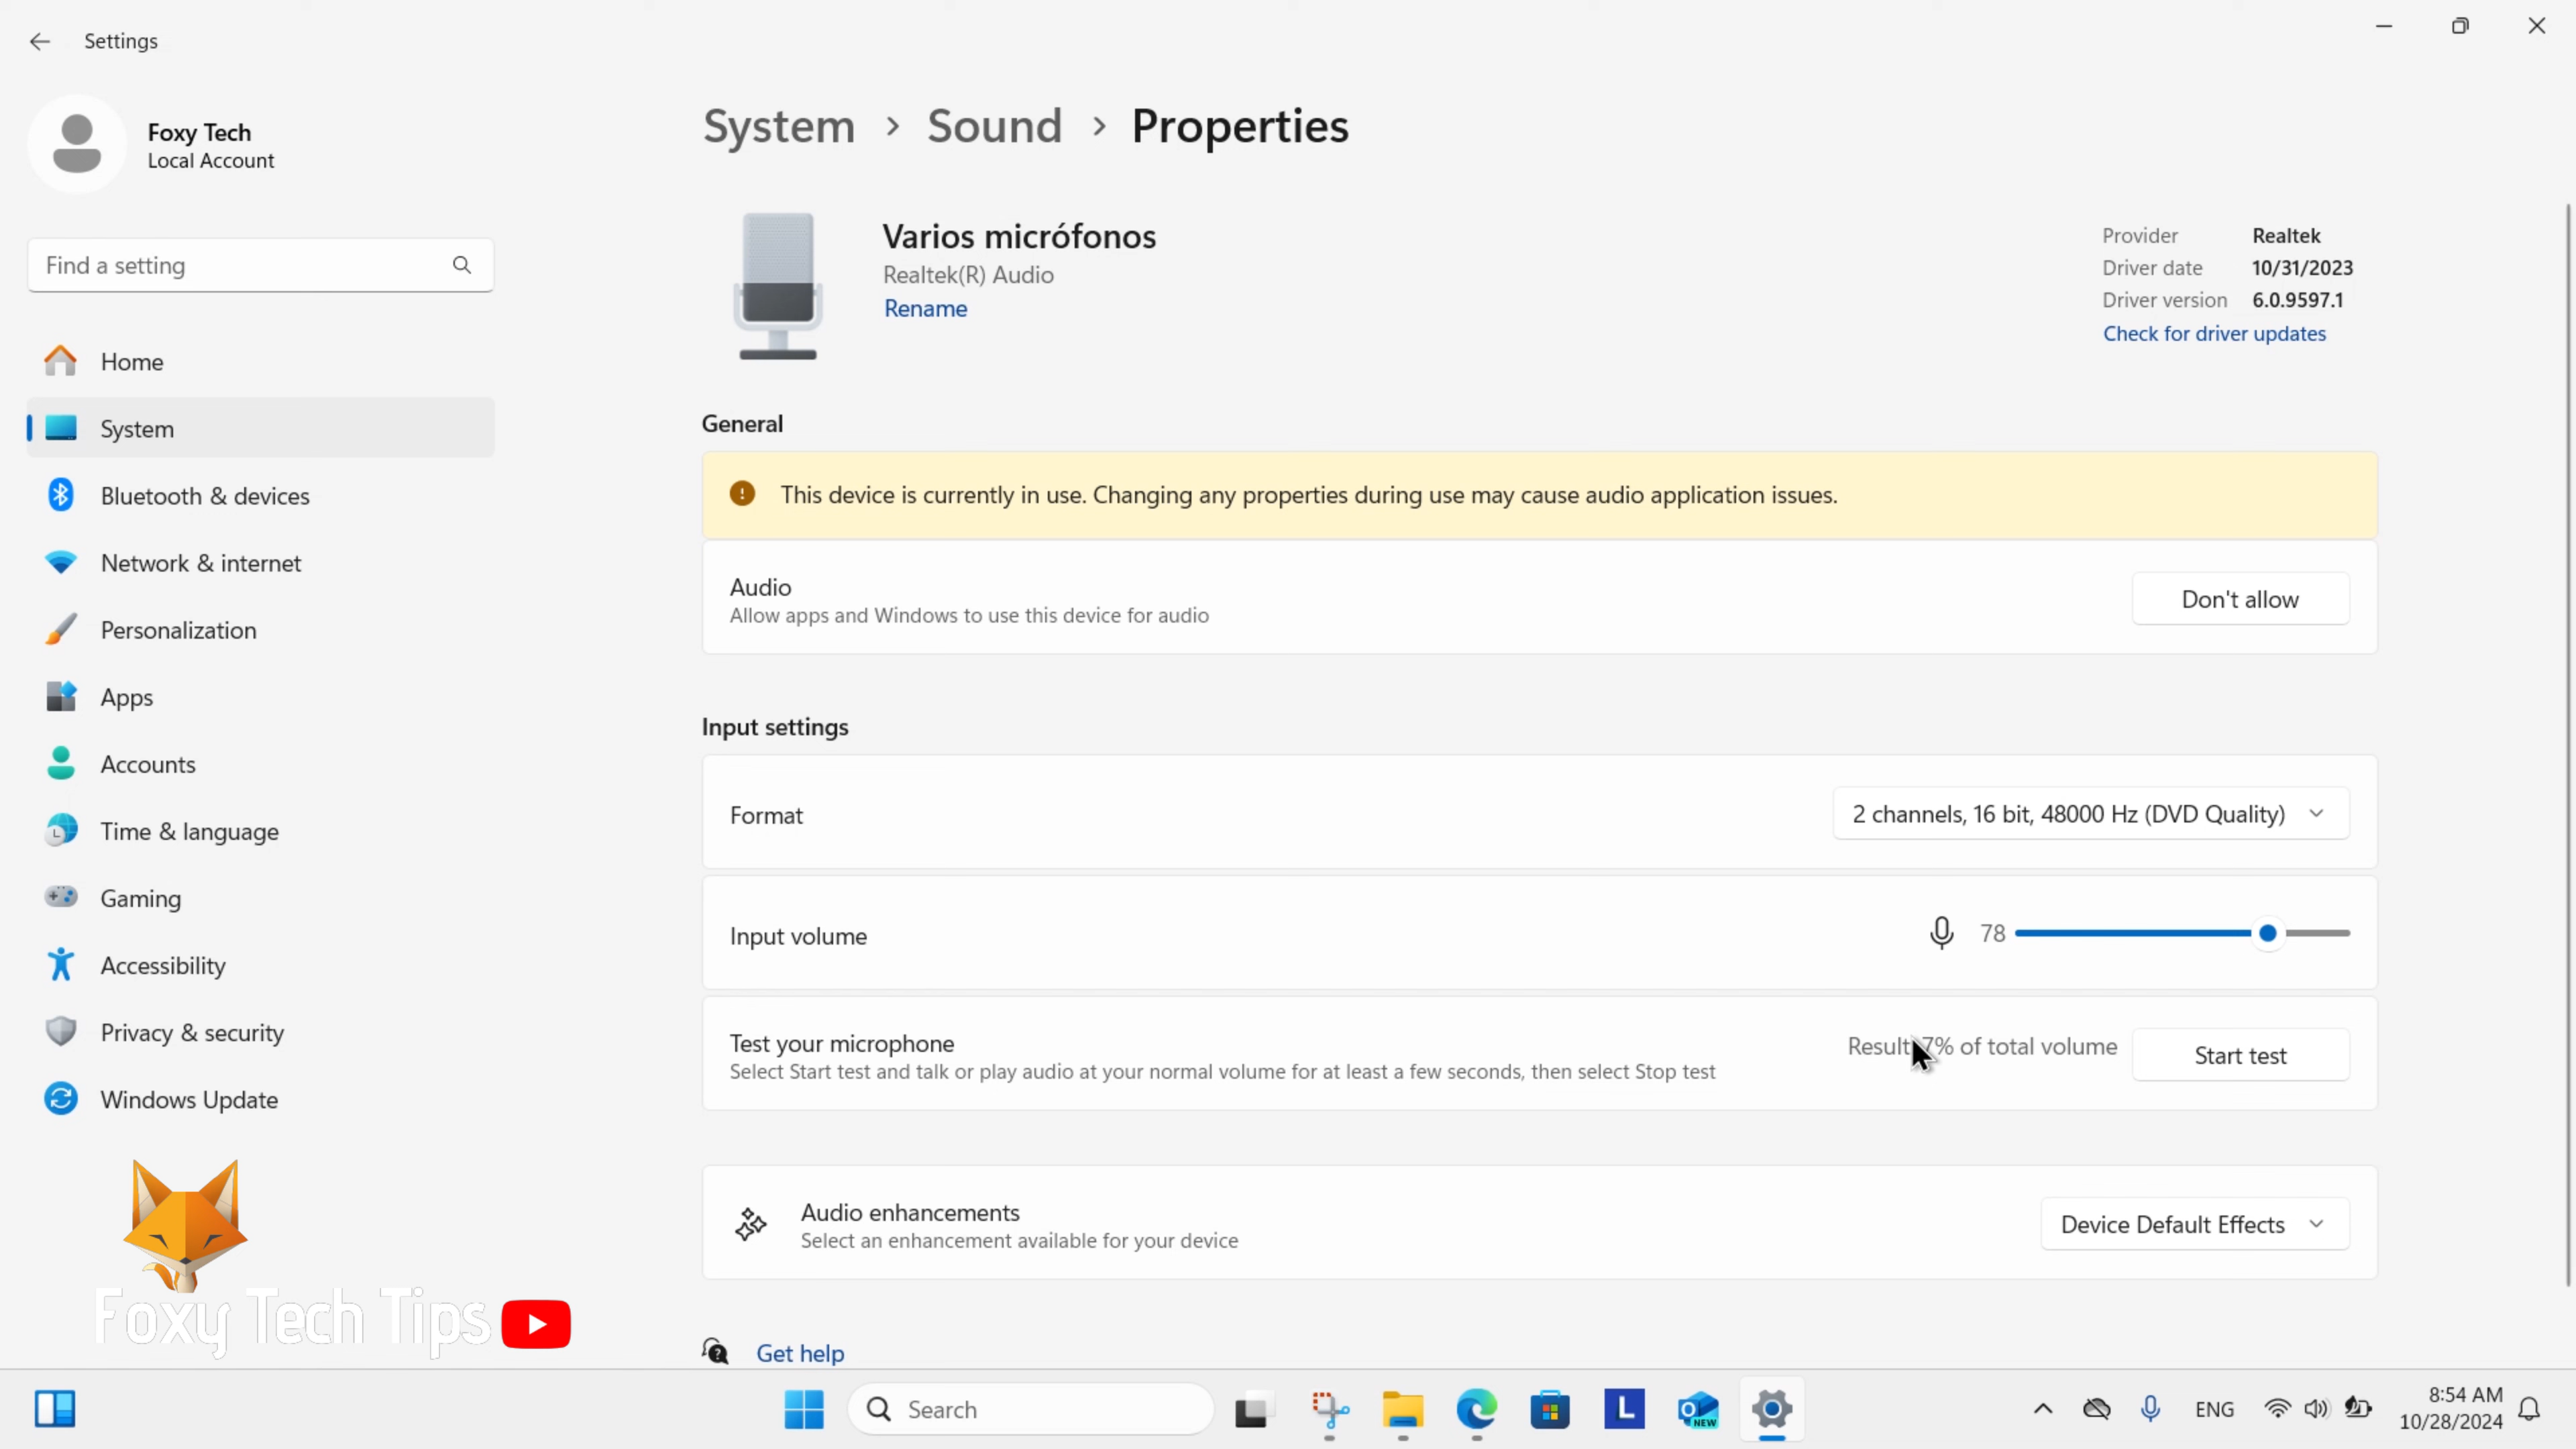 Settings
Foxy Tech
Local Account
Find a setting
Home
System
Bluetooth & devices
Network & internet
Personalization
Apps
Accounts
Time & language
Gaming
Accessibility
Privacy & security
Windows Update
System > Sound > Properties
Varios micrófonos
Realtek(R) Audio
Rename
Provider Realtek
Driver date 10/31/2023
Driver version 6.0.9597.1
Check for driver updates
General
This device is currently in use. Changing any properties during use may cause audio application issues.
Audio
Allow apps and Windows to use this device for audio
Don't allow
Input settings
Format
2 channels, 16 bit, 48000 Hz (DVD Quality)
Input volume
78
Test your microphone
Select Start test and talk or play audio at your normal volume for at least a few seconds, then select Stop test
Result of total volume
Start test
Audio enhancements
Select an enhancement available for your device
Device Default Effects
Get help
Foxy Tech Tips
Search
L
NEW
ENG
8:54 AM
10/28/2024